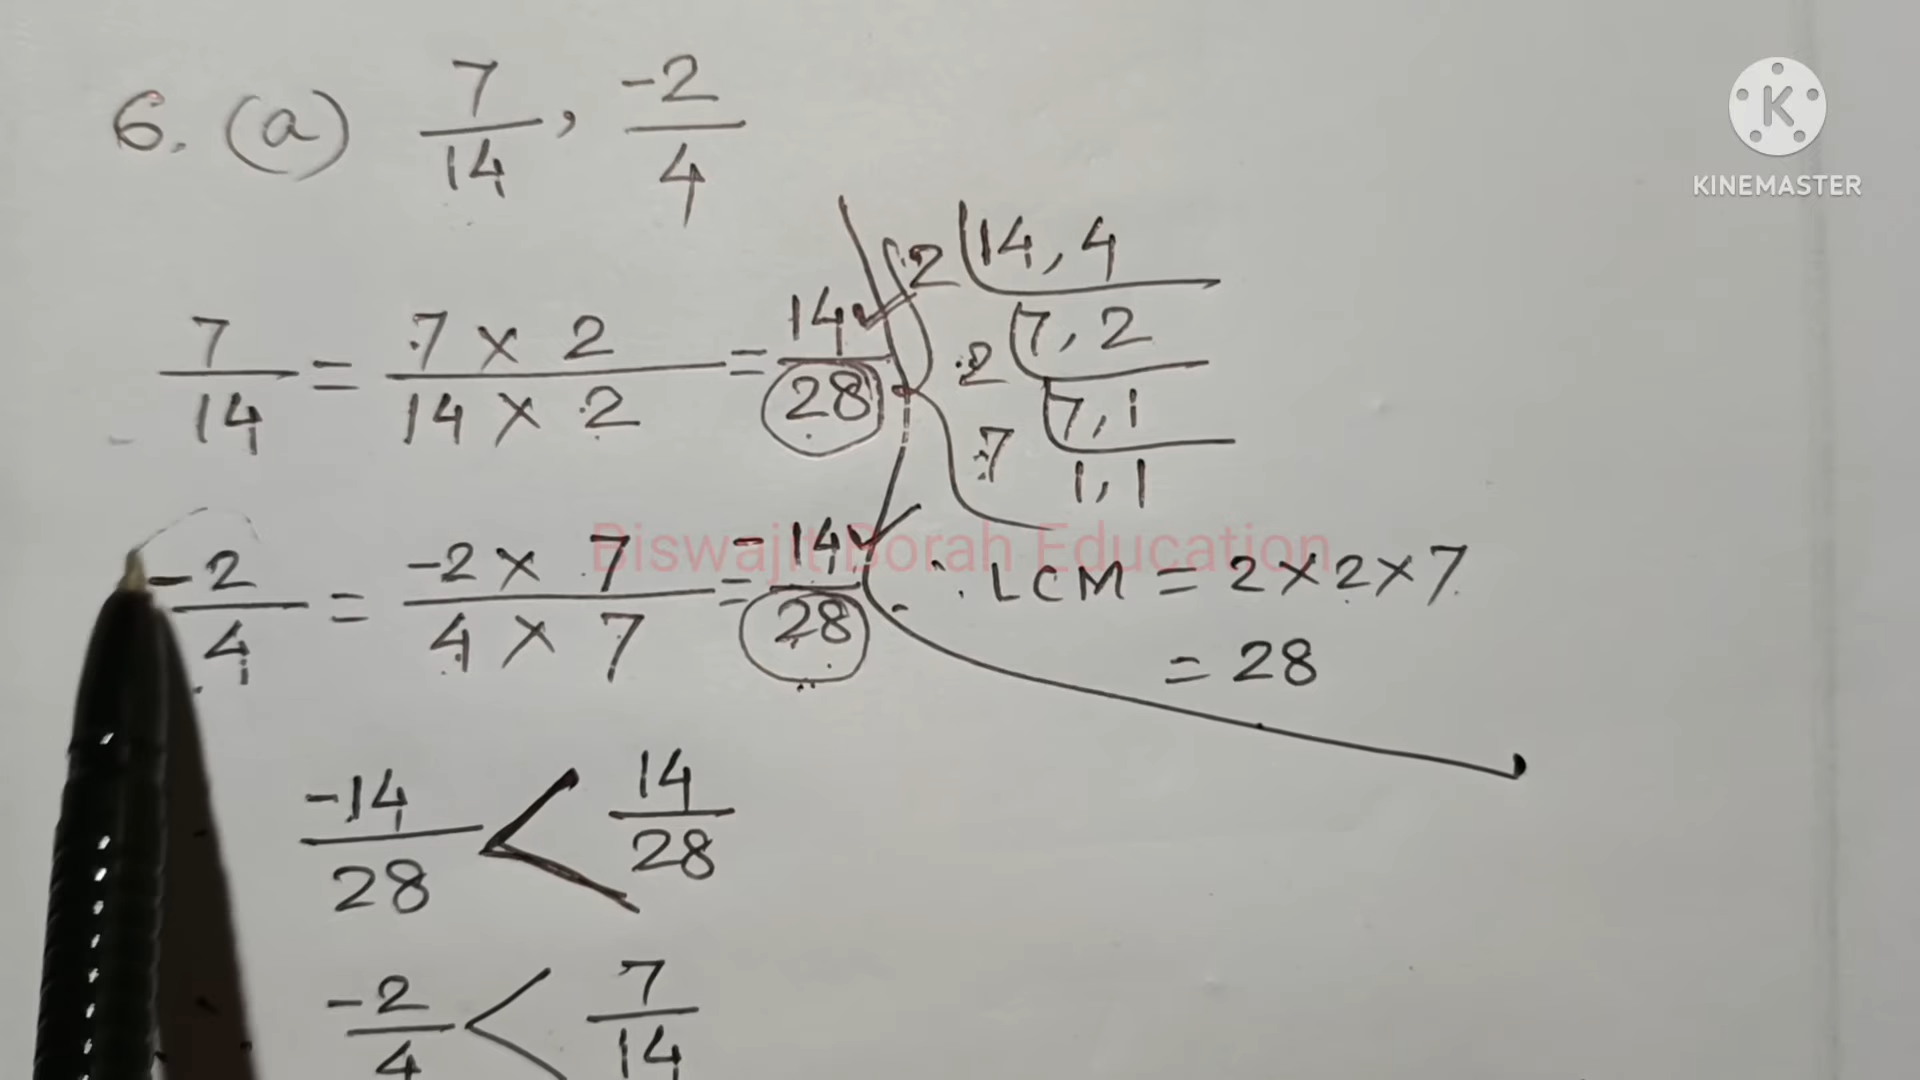 6. (a) 7/14, -2/4
KINEMASTER
7/14 = 7 × 2/14 × 2 = 14/28
2 | 14, 4
2 | 7, 2
7 | 7, 1
1, 1
-2/4 = -2 × 7/4 × 7 = -14/28
Biswajit Borah Education
∴ LCM = 2 × 2 × 7
= 28
-14/28 < 14/28
-2/4 < 7/14